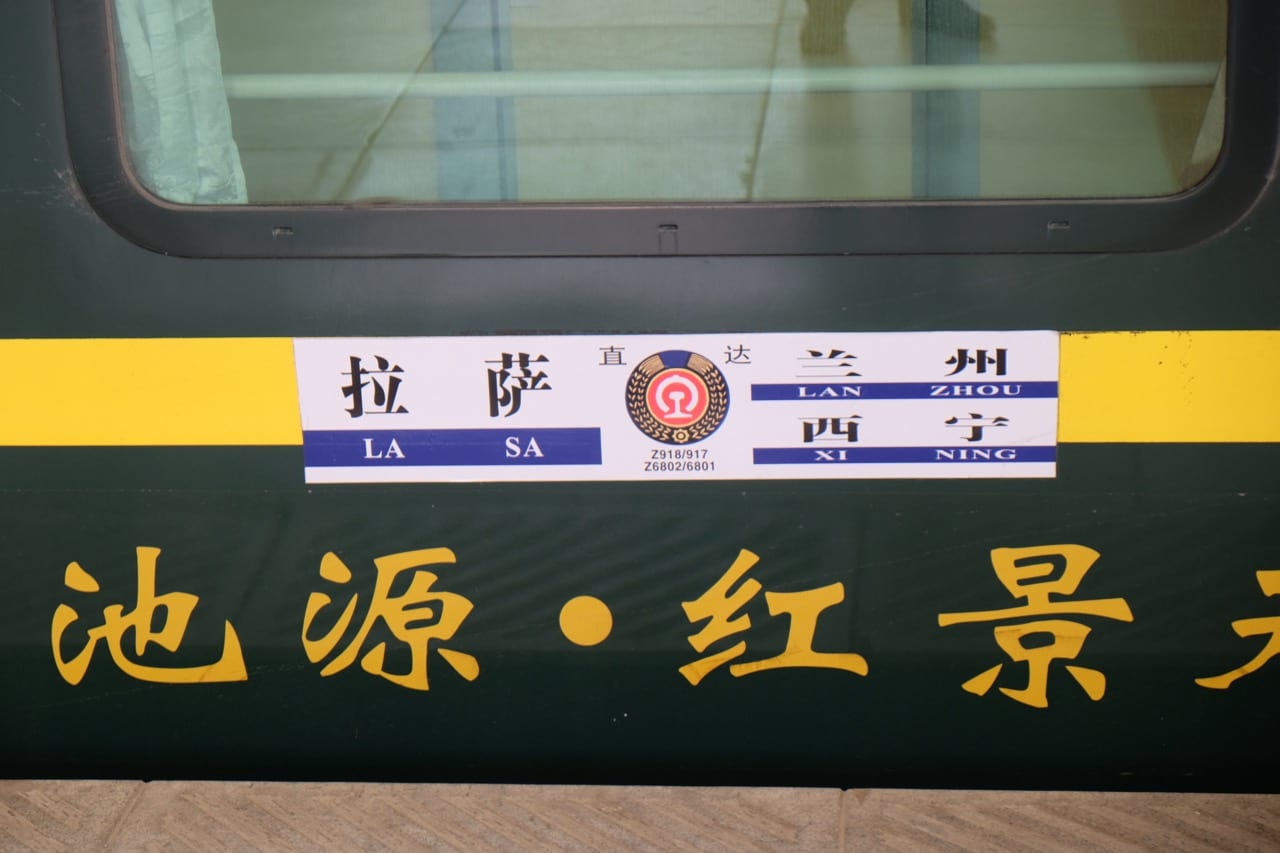 拉 萨
LA SA
直 达
Z918/917
Z6802/6801
兰 州
LAN ZHOU
西 宁
XI NING
池源·红景天